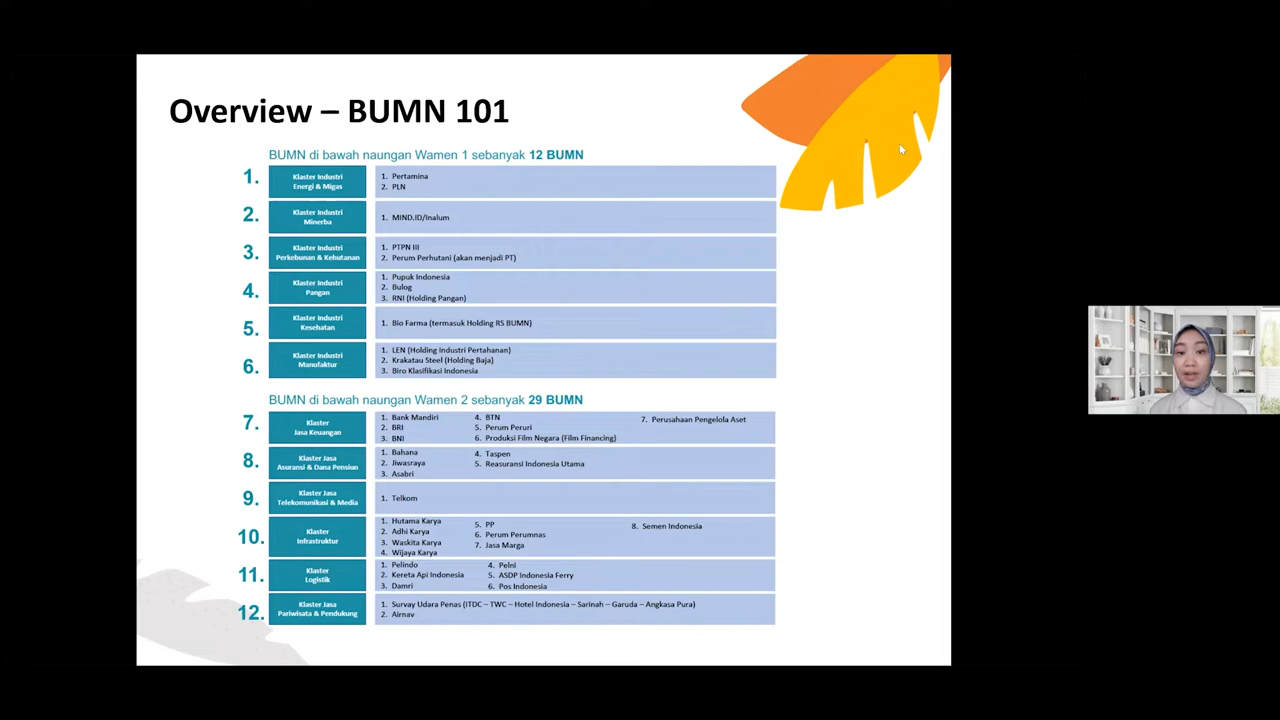 Overview – BUMN 101
BUMN di bawah naungan Wamen 1 sebanyak 12 BUMN
1.
Klaster Industri
Energi & Migas
1. Pertamina
2. PLN
2.
Klaster Industri
Minerba
1. MIND.ID/Inalum
3.
Klaster Industri
Perkebunan & Kehutanan
1. PTPN III
2. Perum Perhutani (akan menjadi PT)
4.
Klaster Industri
Pangan
1. Pupuk Indonesia
2. Bulog
3. RNI (Holding Pangan)
5.
Klaster Industri
Kesehatan
1. Bio Farma (termasuk Holding RS BUMN)
6.
Klaster Industri
Manufaktur
1. LEN (Holding Industri Pertahanan)
2. Krakatau Steel (Holding Baja)
3. Biro Klasifikasi Indonesia
BUMN di bawah naungan Wamen 2 sebanyak 29 BUMN
7.
Klaster
Jasa Keuangan
1. Bank Mandiri
2. BRI
3. BNI
4. BTN
5. Perum Peruri
6. Produksi Film Negara (Film Financing)
7. Perusahaan Pengelola Aset
8.
Klaster Jasa
Asuransi & Dana Pensiun
1. Bahana
2. Jiwasraya
3. Asabri
4. Taspen
5. Reasuransi Indonesia Utama
9.
Klaster Jasa
Telekomunikasi & Media
1. Telkom
10.
Klaster
Infrastruktur
1. Hutama Karya
2. Adhi Karya
3. Waskita Karya
4. Wijaya Karya
5. PP
6. Perum Perumnas
7. Jasa Marga
8. Semen Indonesia
11.
Klaster
Logistik
1. Pelindo
2. Kereta Api Indonesia
3. Damri
4. Pelni
5. ASDP Indonesia Ferry
6. Pos Indonesia
12.
Klaster Jasa
Pariwisata & Pendukung
1. Survay Udara Penas (ITDC – TWC – Hotel Indonesia – Sarinah – Garuda – Angkasa Pura)
2. Airnav